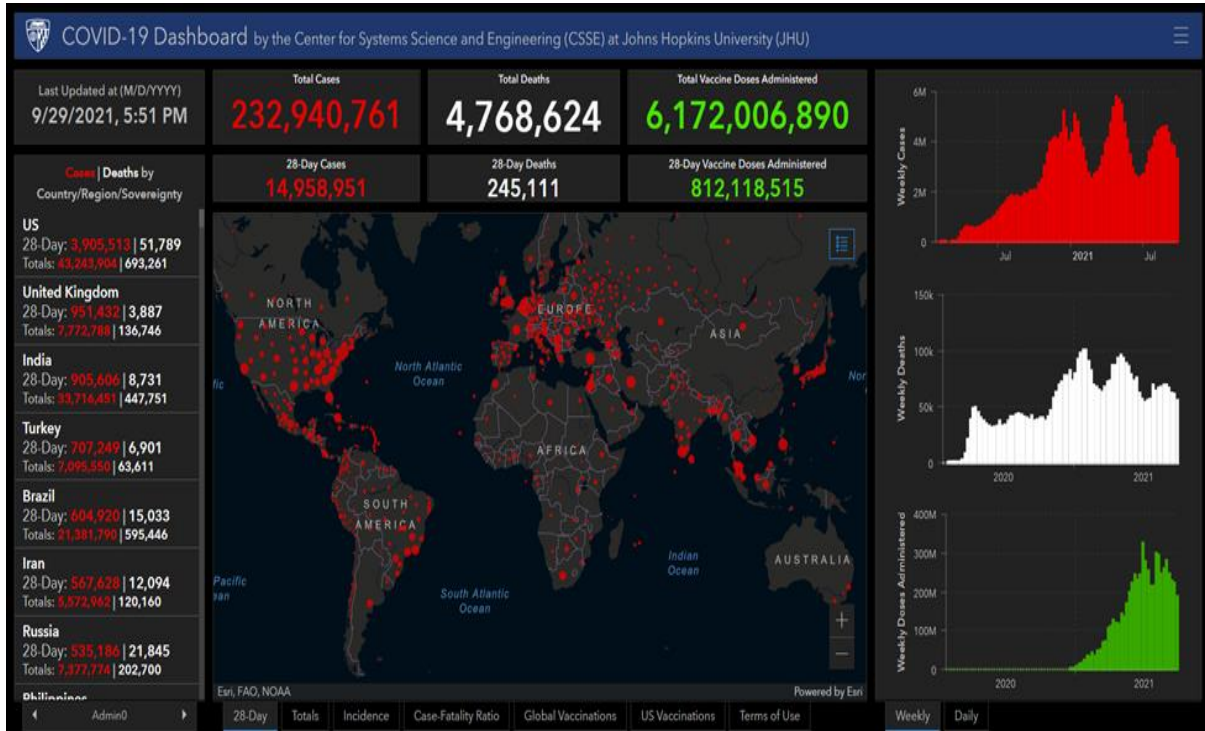 COVID-19 Dashboard by the Center for Systems Science and Engineering (CSSE) at Johns Hopkins University (JHU)
Last Updated at (M/D/YYYY)
9/29/2021, 5:51 PM
Total Cases
232,940,761
Total Deaths
4,768,624
Total Vaccine Doses Administered
6,172,006,890
28-Day Cases
14,958,951
28-Day Deaths
245,111
28-Day Vaccine Doses Administered
812,118,515
Cases | Deaths by
Country/Region/Sovereignty
US
28-Day: 3,905,513 | 51,789
Totals: 43,243,904 | 693,261
United Kingdom
28-Day: 951,432 | 3,887
Totals: 7,772,788 | 136,746
India
28-Day: 905,606 | 8,731
Totals: 33,716,451 | 447,751
Turkey
28-Day: 707,249 | 6,901
Totals: 7,095,550 | 63,611
Brazil
28-Day: 604,920 | 15,033
Totals: 21,381,790 | 595,446
Iran
28-Day: 567,628 | 12,094
Totals: 5,572,962 | 120,160
Russia
28-Day: 535,186 | 21,845
Totals: 7,377,774 | 202,700
Philippines
Admin0
NORTH
AMERICA
EUROPE
ASIA
North Atlantic
Ocean
fic
Nor
AFRICA
SOUTH
AMERICA
Indian
Ocean
AUSTRALIA
Pacific
ean
South Atlantic
Ocean
+
−
Esri, FAO, NOAA
Powered by Esri
28-Day
Totals
Incidence
Case-Fatality Ratio
Global Vaccinations
US Vaccinations
Terms of Use
Weekly Cases
6M
4M
2M
0
Jul
2021
Jul
Weekly Deaths
150k
100k
50k
0
2020
2021
Weekly Doses Administered
400M
300M
200M
100M
0
2020
2021
Weekly
Daily